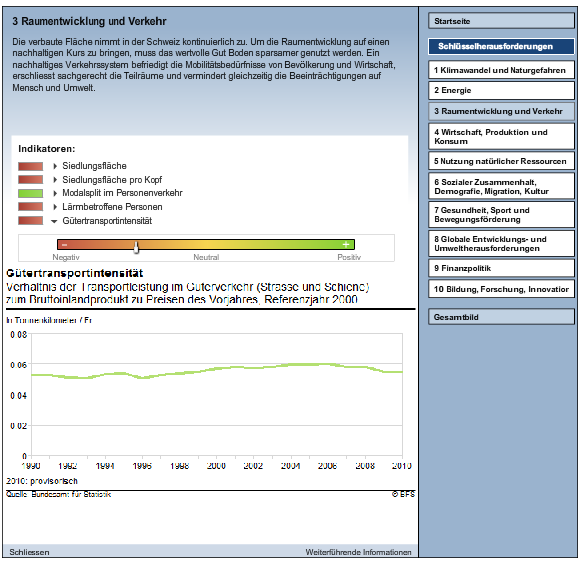 3 Raumentwicklung und Verkehr
Die verbaute Fläche nimmt in der Schweiz kontinuierlich zu. Um die Raumentwicklung auf einen
nachhaltigen Kurs zu bringen, muss das wertvolle Gut Boden sparsamer genutzt werden. Ein
nachhaltiges Verkehrssystem befriedigt die Mobilitätsbedürfnisse von Bevölkerung und Wirtschaft,
erschliesst sachgerecht die Teilräume und vermindert gleichzeitig die Beeinträchtigungen auf
Mensch und Umwelt.
Indikatoren:
Siedlungsfläche
Siedlungsfläche pro Kopf
Modalsplit im Personenverkehr
Lärmbetroffene Personen
Gütertransportintensität
– +
Negativ Neutral Positiv
Gütertransportintensität
Verhältnis der Transportleistung im Güterverkehr (Strasse und Schiene)
zum Bruttoinlandprodukt zu Preisen des Vorjahres, Referenzjahr 2000
In Tonnenkilometer / Fr.
0.08
0.06
0.04
0.02
0
1990 1992 1994 1996 1998 2000 2002 2004 2006 2008 2010
2010: provisorisch
Quelle: Bundesamt für Statistik © BFS
Schliessen Weiterführende Informationen
Startseite
Schlüsselherausforderungen
1 Klimawandel und Naturgefahren
2 Energie
3 Raumentwicklung und Verkehr
4 Wirtschaft, Produktion und
Konsum
5 Nutzung natürlicher Ressourcen
6 Sozialer Zusammenhalt,
Demografie, Migration, Kultur
7 Gesundheit, Sport und
Bewegungsförderung
8 Globale Entwicklungs- und
Umweltherausforderungen
9 Finanzpolitik
10 Bildung, Forschung, Innovation
Gesamtbild